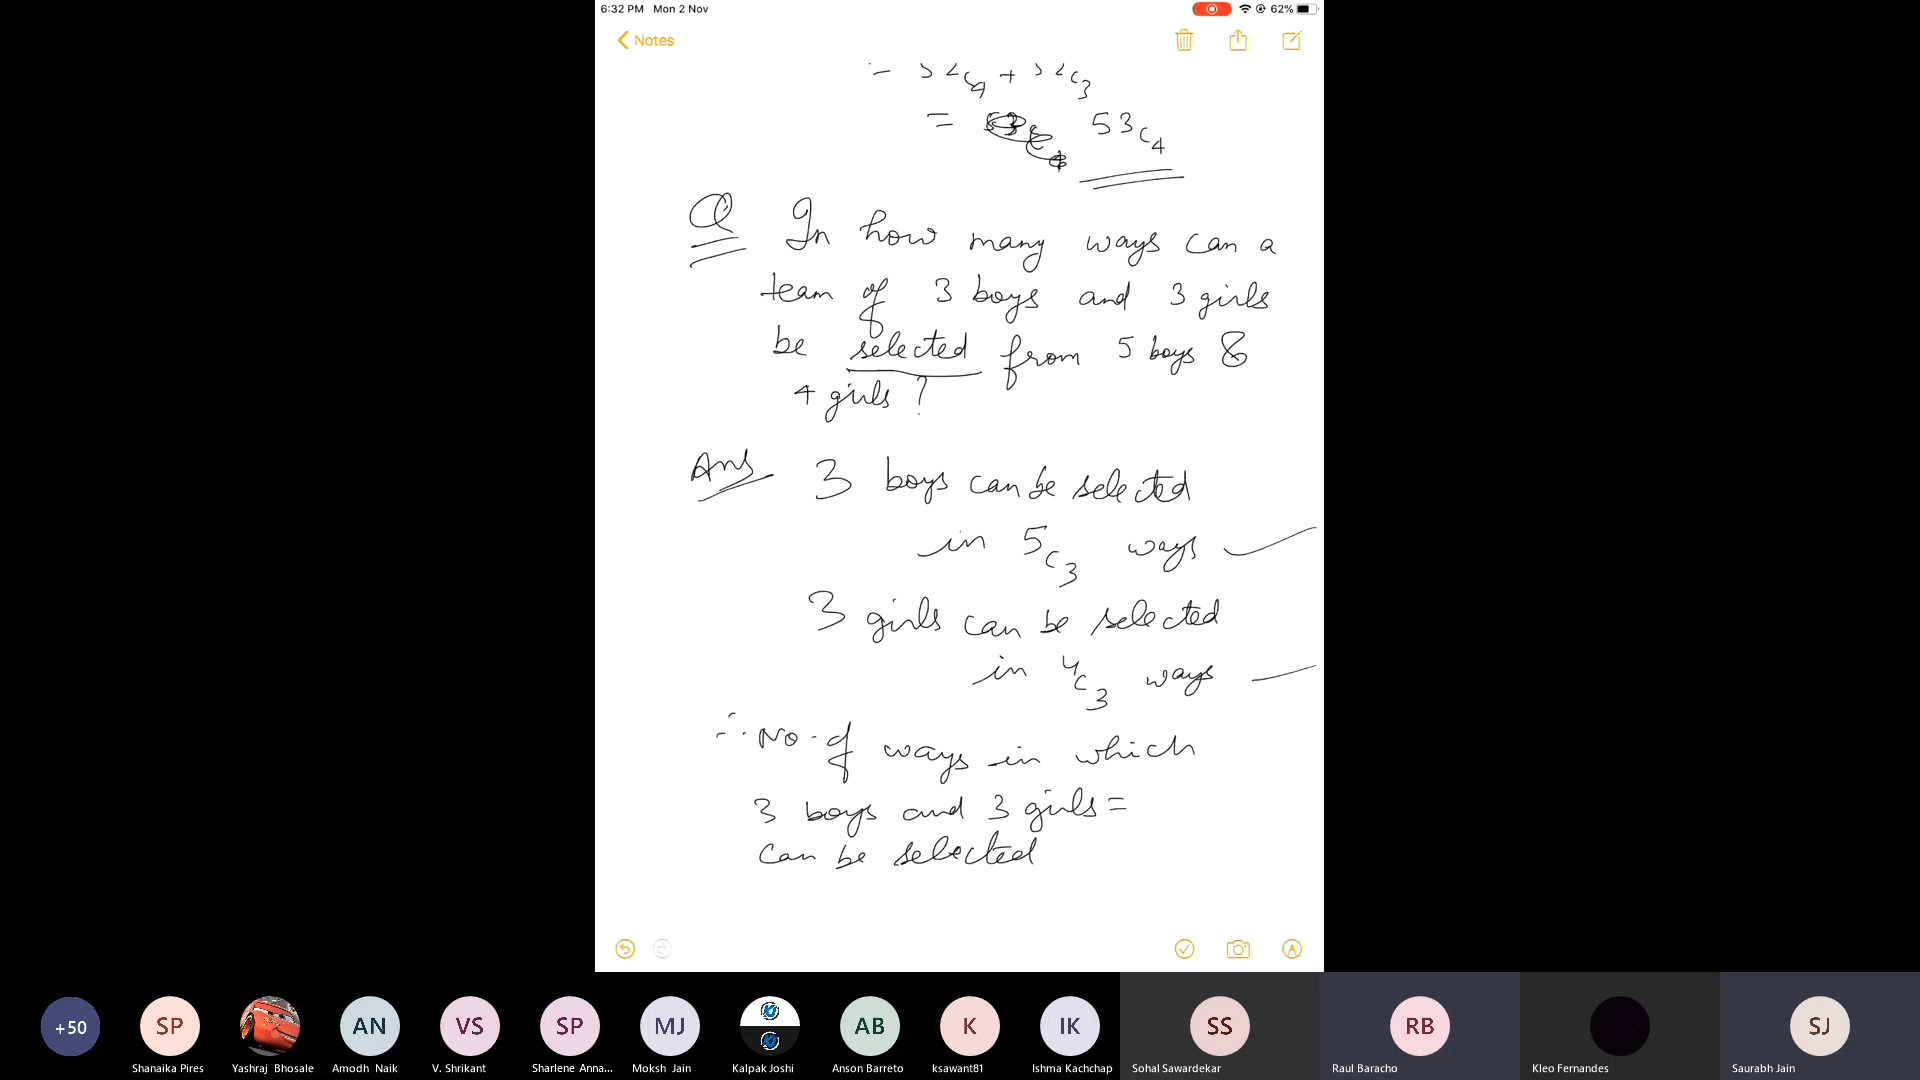 6:32 PM Mon 2 Nov
62%
Notes
= 52C4 + 52C3
= 53C4
Q In how many ways can a
team of 3 boys and 3 girls
be selected from 5 boys &
4 girls ?
Ans 3 boys can be selected
in 5C3 ways
3 girls can be selected
in 4C3 ways
∴ No. of ways in which
3 boys and 3 girls =
can be selected
+50
SP
AN
VS
SP
MJ
AB
K
IK
SS
RB
SJ
Shanaika Pires
Yashraj Bhosale
Amodh Naik
V. Shrikant
Sharlene Anna...
Moksh Jain
Kalpak Joshi
Anson Barreto
ksawant81
Ishma Kachchap
Sohal Sawardekar
Raul Baracho
Kleo Fernandes
Saurabh Jain